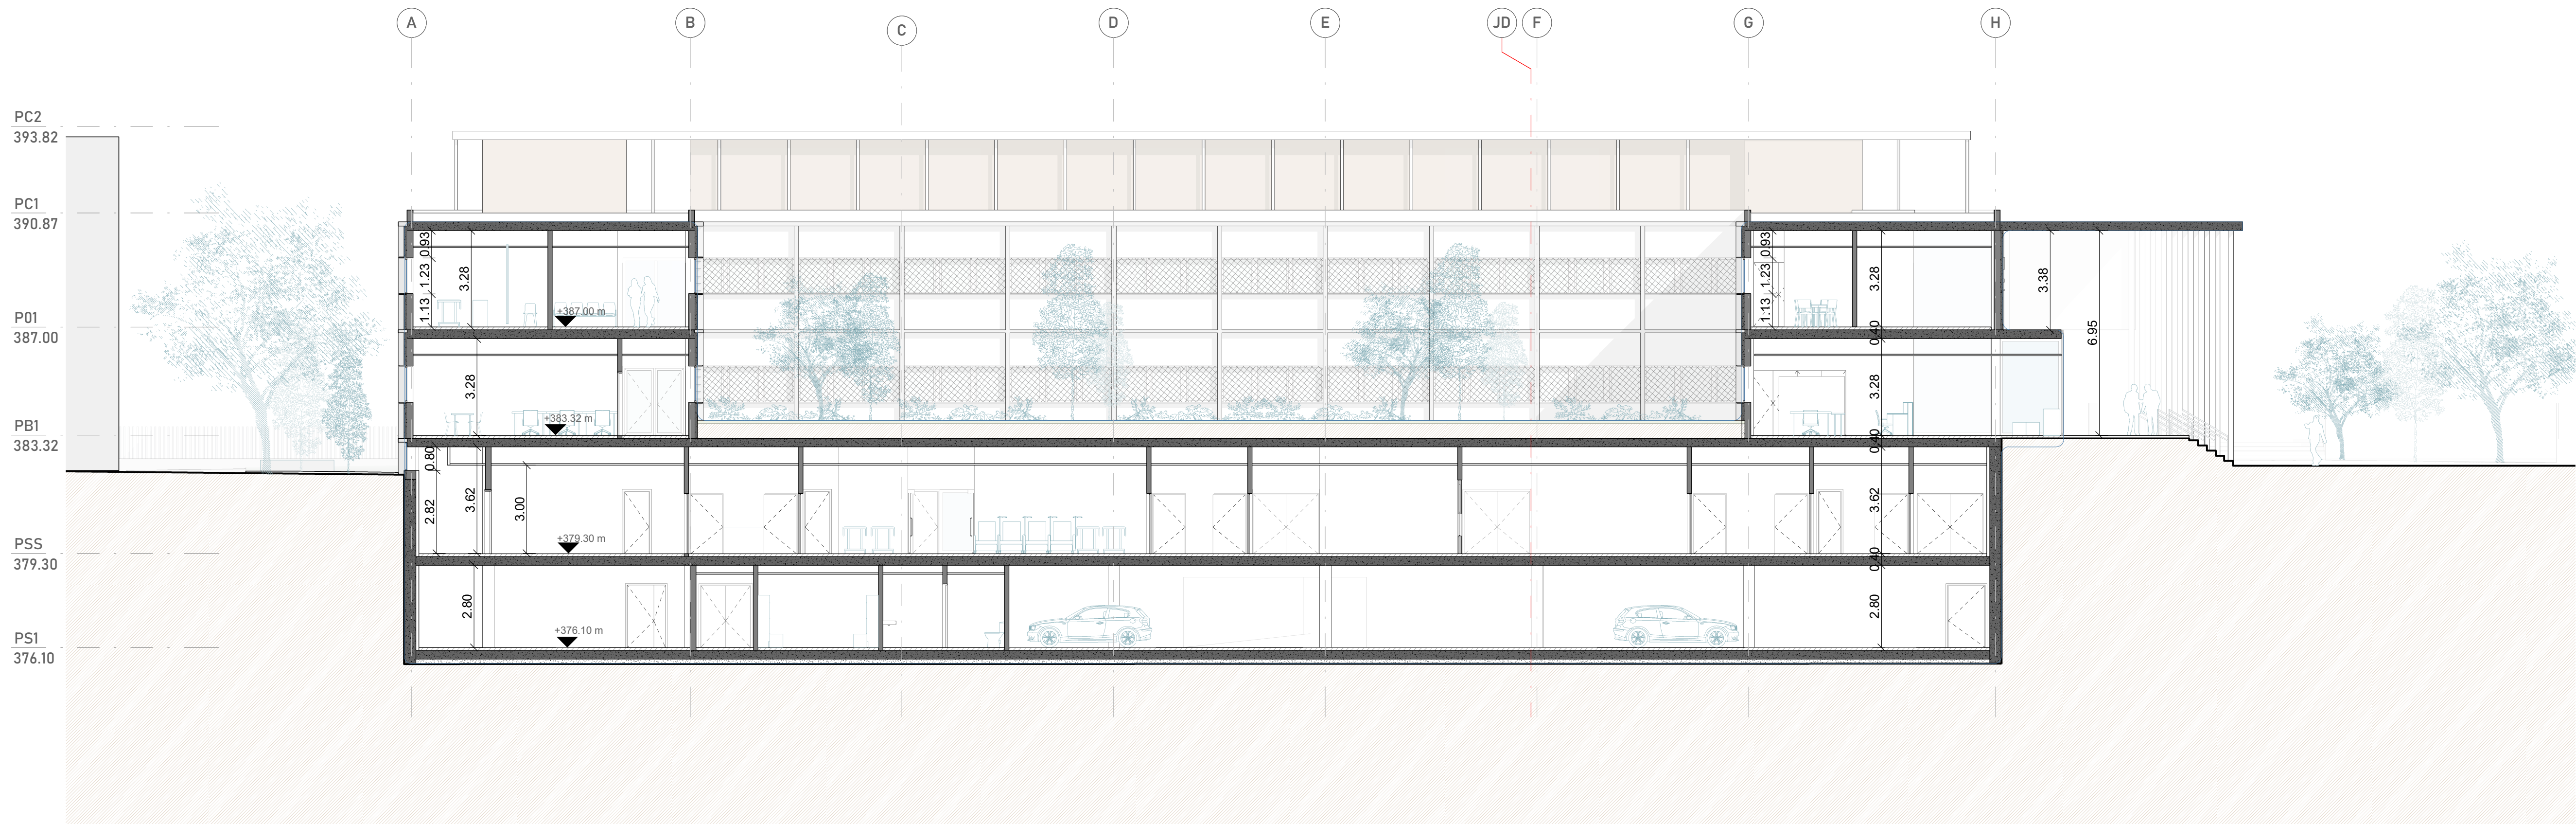 A B C D E JD F G H
PC2
393.82
PC1
390.87
0.93
1.23
1.13
3.28
+387.00 m
0.93
1.23
1.13
3.28
3.38
P01
387.00
0.40
6.95
3.28
+383.32 m
3.28
PB1
383.32
0.40
0.80
2.82
3.62
3.00
+379.30 m
3.62
PSS
379.30
0.40
2.80
+376.10 m
2.80
PS1
376.10